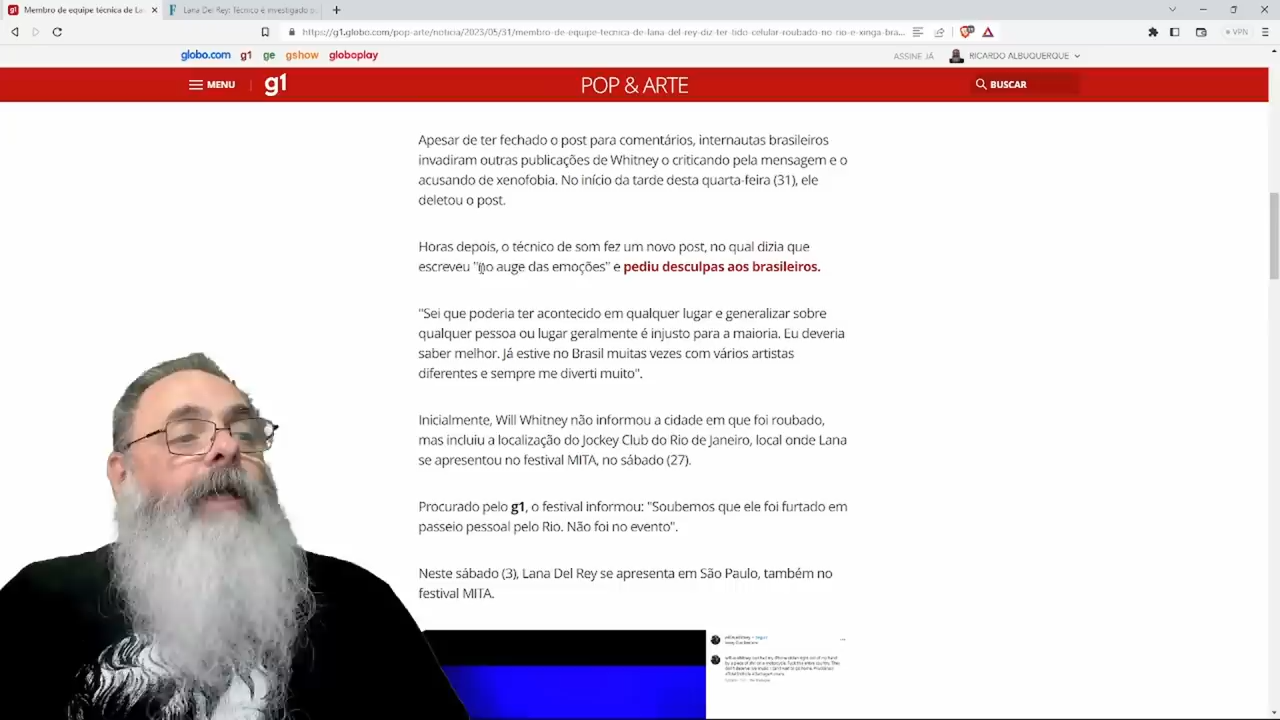 Membro de equipe técnica de La
Lana Del Rey: Técnico é investigado p
https://g1.globo.com/pop-arte/noticia/2023/05/31/membro-de-equipe-tecnica-de-lana-del-rey-diz-ter-tido-celular-roubado-no-rio-e-xinga-bra...
VPN
globo.com g1 ge gshow globoplay
ASSINE JÁ
RICARDO ALBUQUERQUE
MENU
g1
POP & ARTE
BUSCAR
Apesar de ter fechado o post para comentários, internautas brasileiros
invadiram outras publicações de Whitney o criticando pela mensagem e o
acusando de xenofobia. No início da tarde desta quarta-feira (31), ele
deletou o post.
Horas depois, o técnico de som fez um novo post, no qual dizia que
escreveu "no auge das emoções" e pediu desculpas aos brasileiros.
"Sei que poderia ter acontecido em qualquer lugar e generalizar sobre
qualquer pessoa ou lugar geralmente é injusto para a maioria. Eu deveria
saber melhor. Já estive no Brasil muitas vezes com vários artistas
diferentes e sempre me diverti muito".
Inicialmente, Will Whitney não informou a cidade em que foi roubado,
mas incluiu a localização do Jockey Club do Rio de Janeiro, local onde Lana
se apresentou no festival MITA, no sábado (27).
Procurado pelo g1, o festival informou: "Soubemos que ele foi furtado em
passeio pessoal pelo Rio. Não foi no evento".
Neste sábado (3), Lana Del Rey se apresenta em São Paulo, também no
festival MITA.